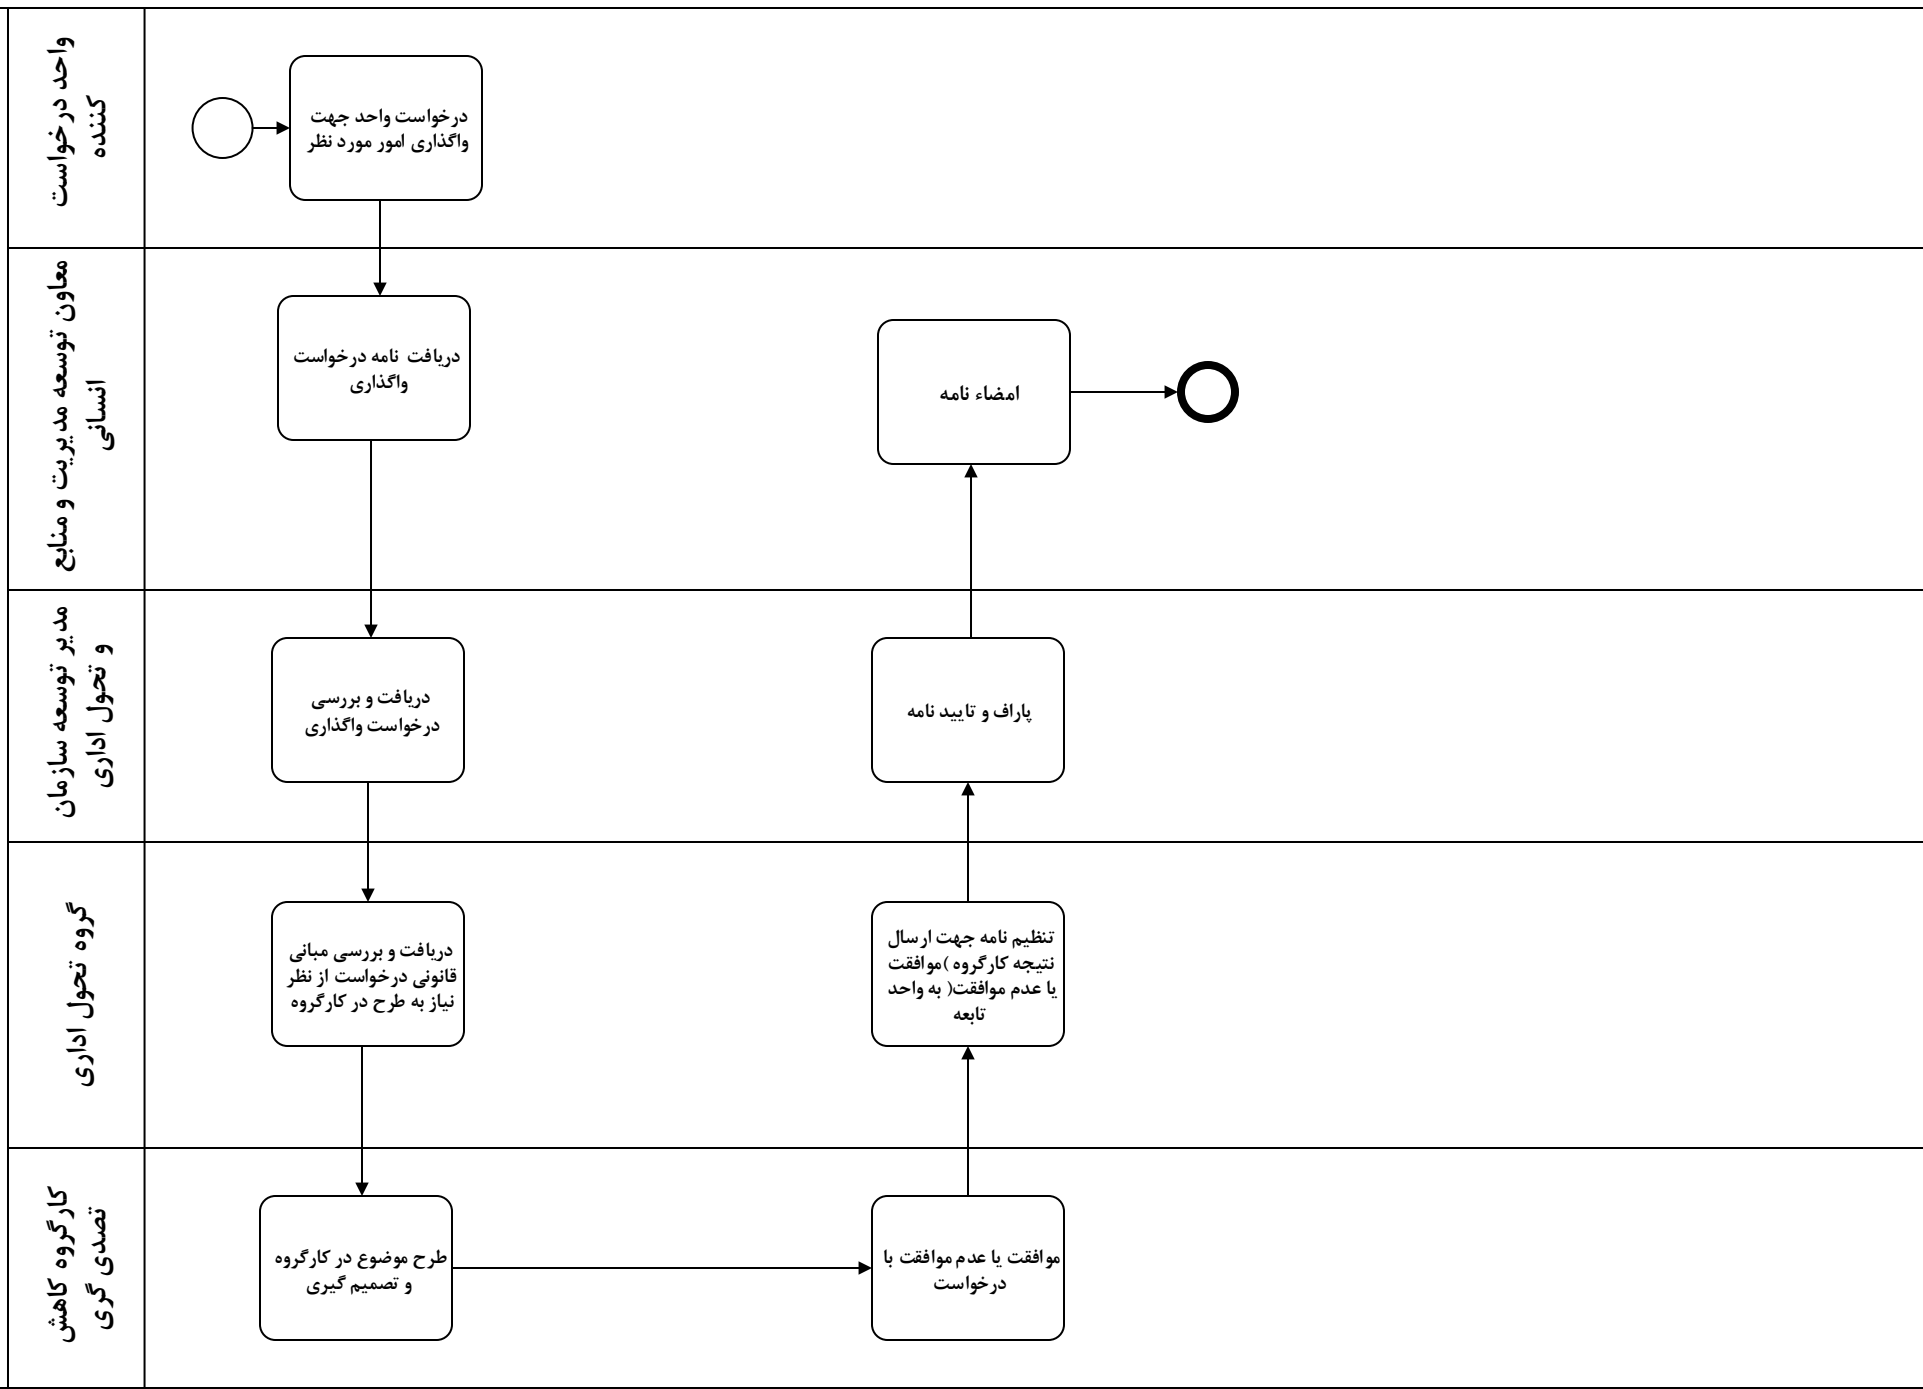 واحد درخواست
کننده
درخواست واحد جهت
واگذاری امور مورد نظر
معاون توسعه مدیریت و منابع
انسانی
دریافت نامه درخواست
واگذاری
امضاء نامه
مدیر توسعه سازمان
و تحول اداری
دریافت و بررسی
درخواست واگذاری
پاراف و تایید نامه
گروه تحول اداری
دریافت و بررسی مبانی
قانونی درخواست از نظر
نیاز به طرح در کارگروه
تنظیم نامه جهت ارسال
نتیجه کارگروه )موافقت
یا عدم موافقت( به واحد
تابعه
کارگروه کاهش
تصدی گری
طرح موضوع در کارگروه
و تصمیم گیری
موافقت یا عدم موافقت با
درخواست